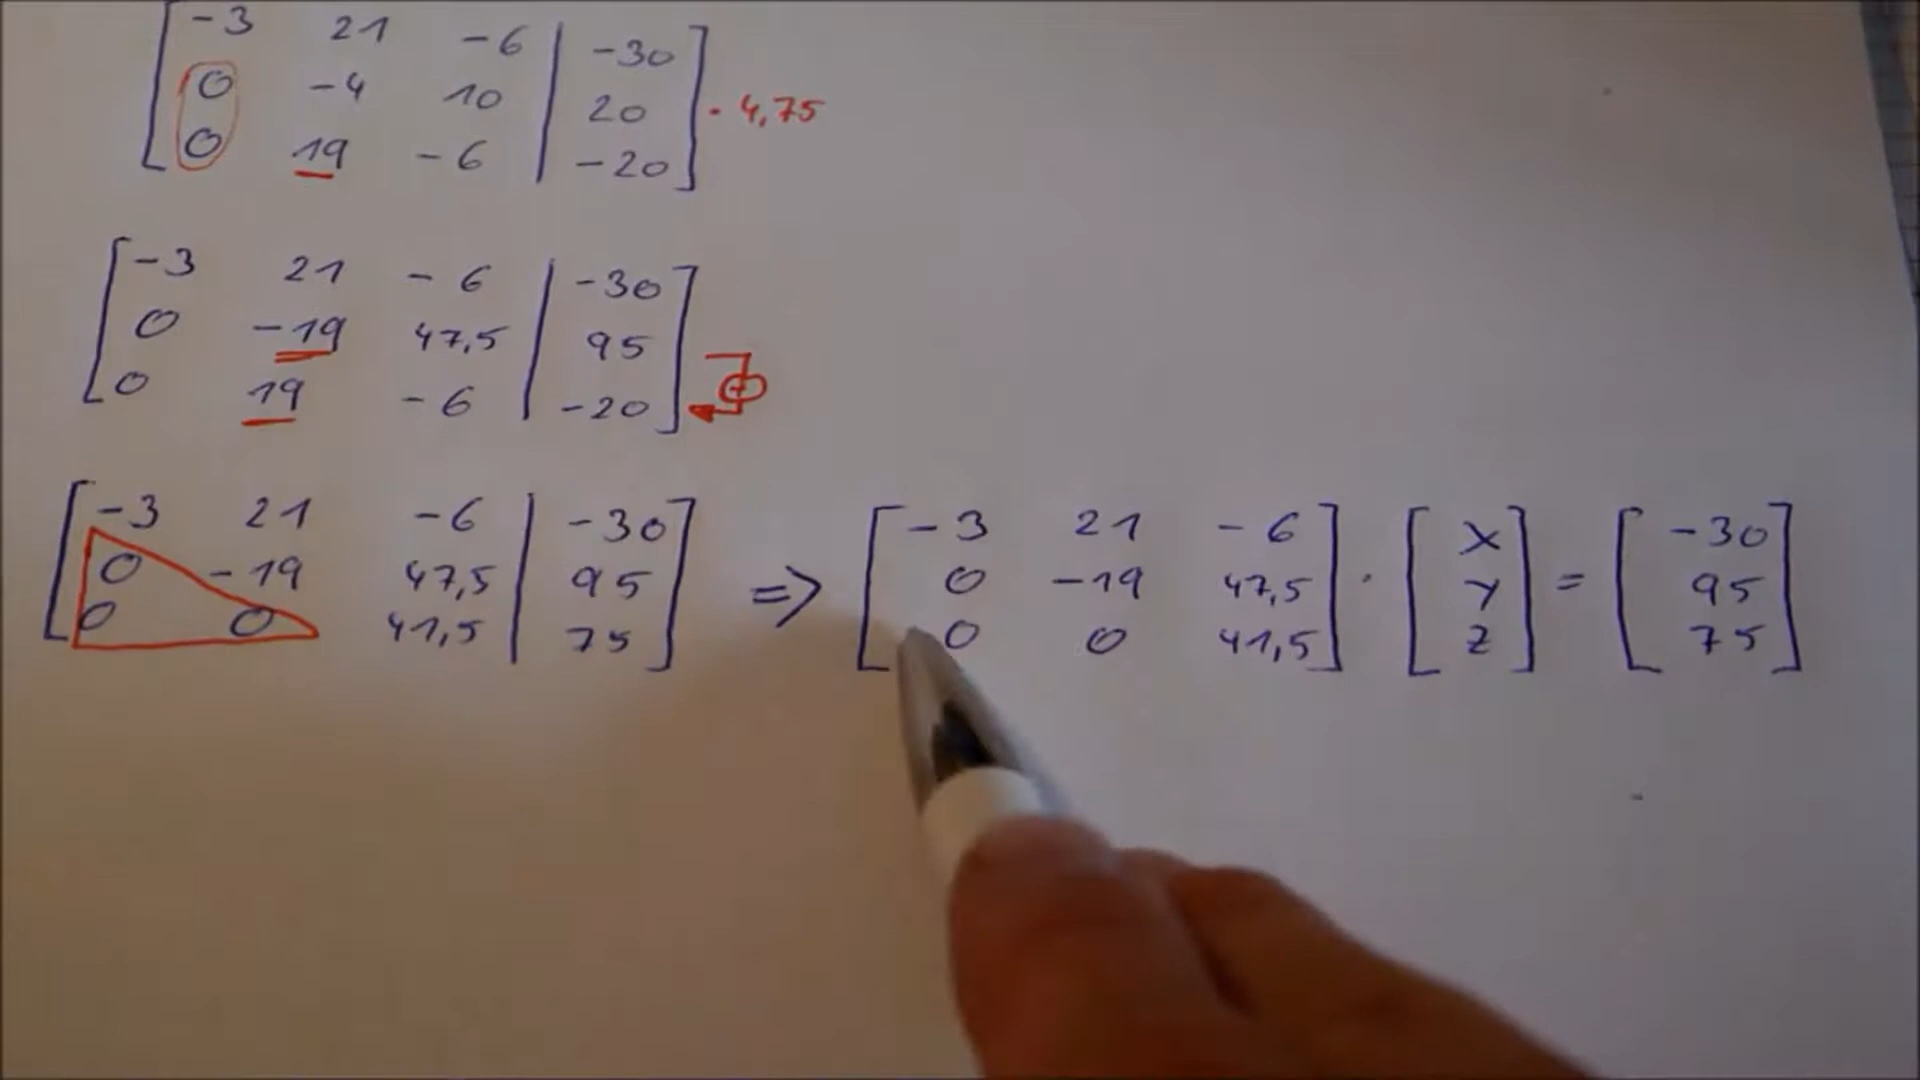 -3 21 -6 | -30
0 -4 10 | 20 · 4,75
0 19 -6 | -20
-3 21 -6 | -30
0 -19 47,5 | 95
0 19 -6 | -20 +
-3 21 -6 | -30
0 -19 47,5 | 95
0 0 41,5 | 75
=>
-3 21 -6
0 -19 47,5
0 0 41,5
·
x
y
z
=
-30
95
75